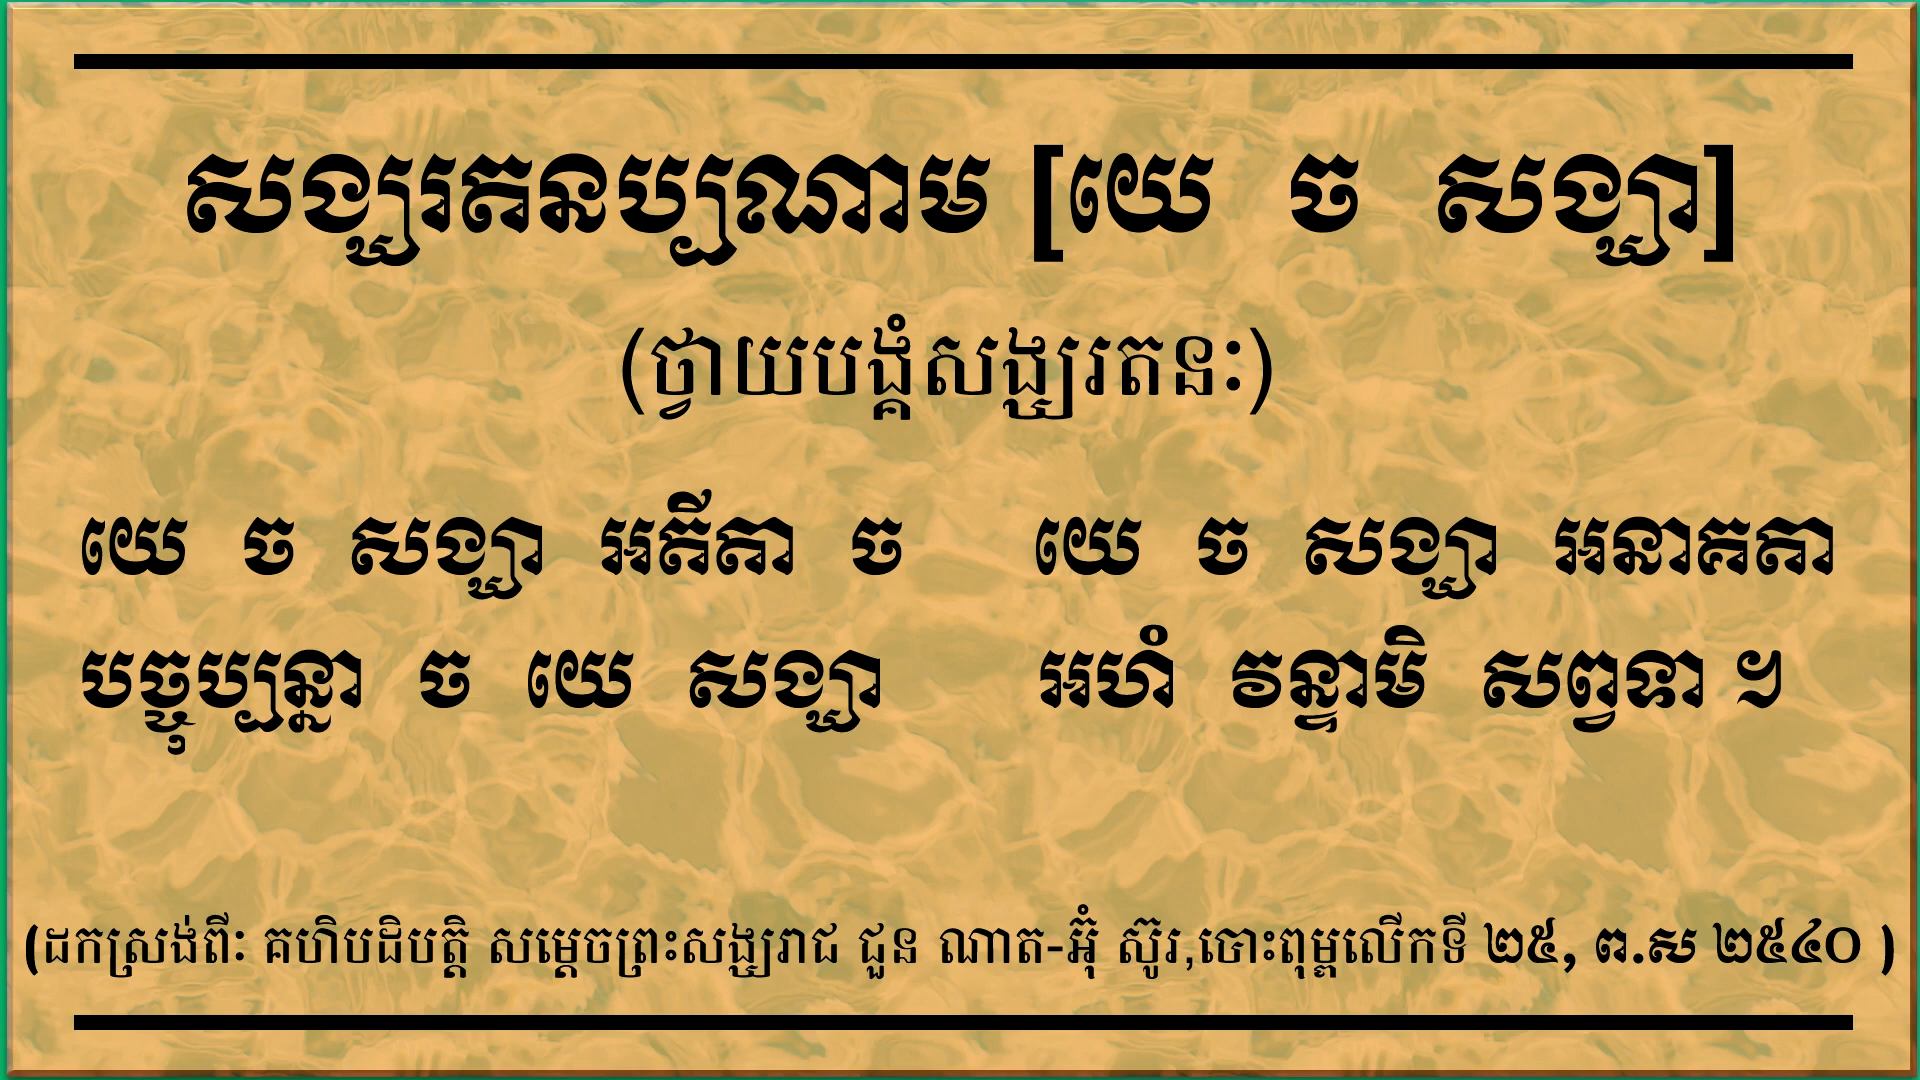 សង្ឃរតនប្បណាម [យេ ច សង្ឃា]
(ថ្វាយបង្គំសង្ឃរតនៈ)
យេ ច សង្ឃា អតីតា ច យេ ច សង្ឃា អនាគតា
បច្ចុប្បន្នា ច យេ សង្ឃា អហំ វន្ទាមិ សព្វទា ។
(ដកស្រង់ពីៈ គហិបដិបត្តិ សម្តេចព្រះសង្ឃរាជ ជួន ណាត-អ៊ុំ ស៊ូរ,បោះពុម្ពលើកទី ២៥, ព.ស ២៥៤០ )